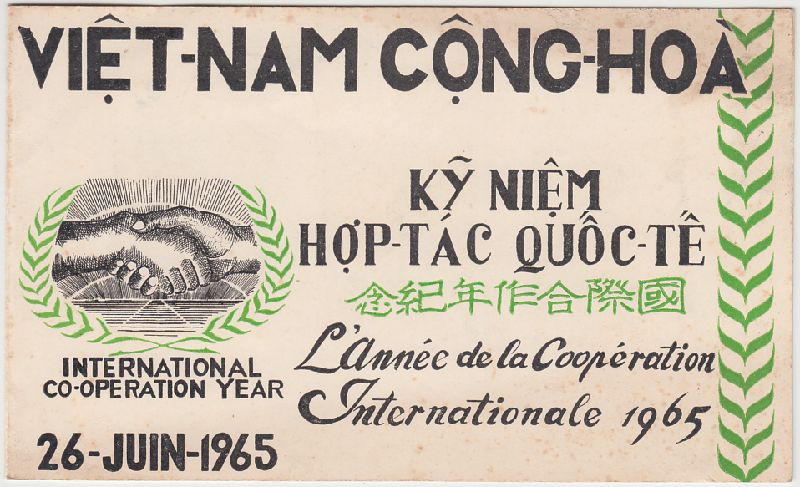 VIỆT-NAM CỘNG-HOÀ
KỸ NIỆM
HỢP-TÁC QUỐC-TẾ
國際合作年紀念
L'Année de la Coopération
Internationale 1965
INTERNATIONAL
CO-OPERATION YEAR
26-JUIN-1965